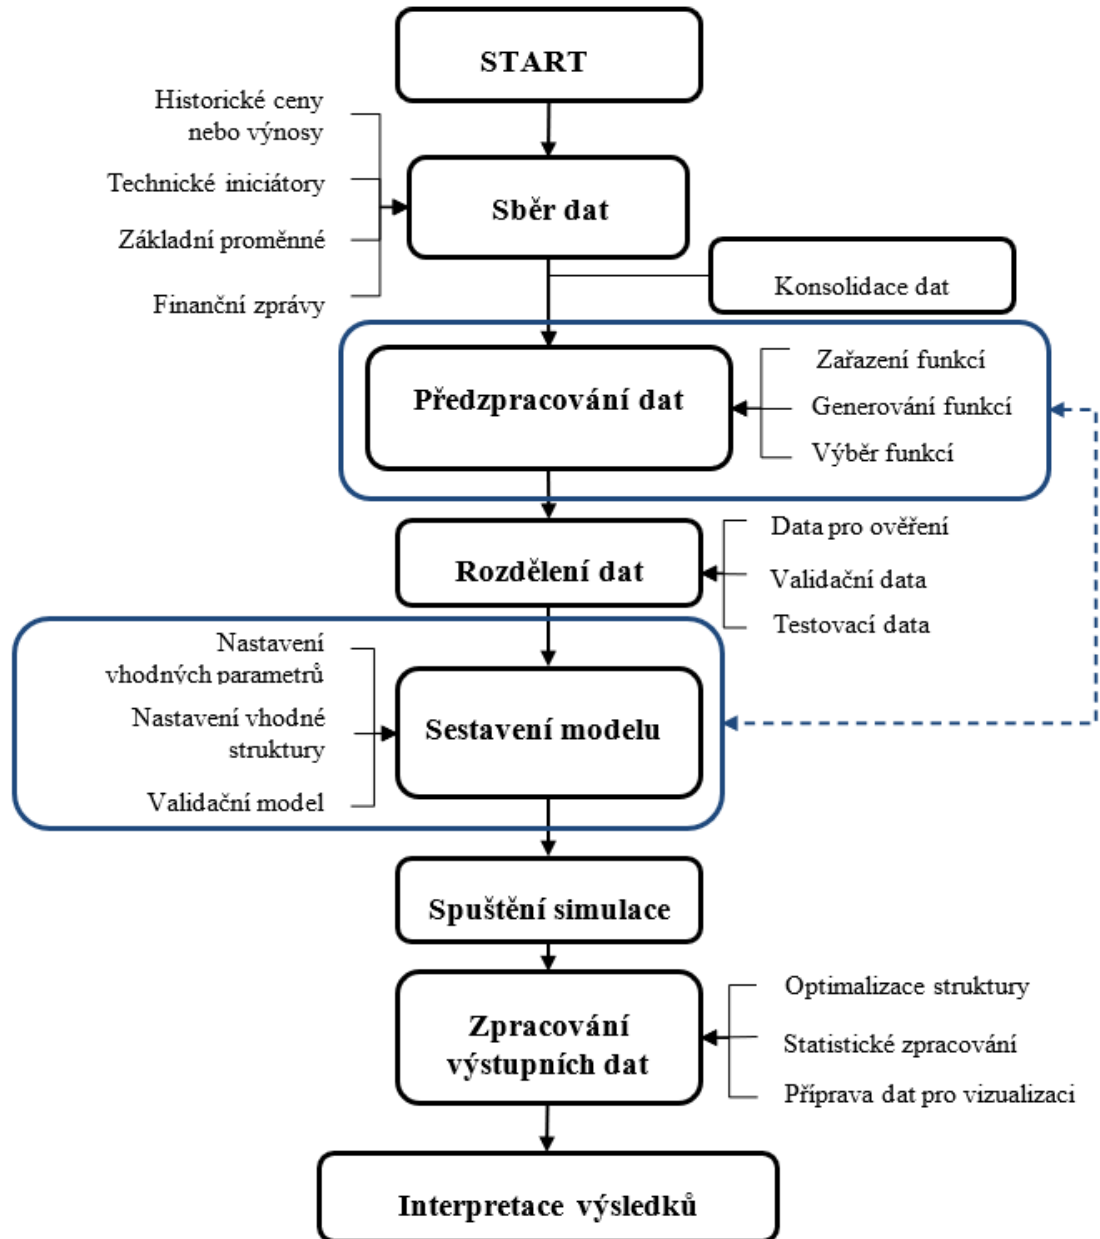 START
Historické ceny
nebo výnosy
Technické iniciátory
Základní proměnné
Finanční zprávy
Sběr dat
Konsolidace dat
Předzpracování dat
Zařazení funkcí
Generování funkcí
Výběr funkcí
Rozdělení dat
Data pro ověření
Validační data
Testovací data
Nastavení
vhodných parametrů
Nastavení vhodné
struktury
Validační model
Sestavení modelu
Spuštění simulace
Zpracování
výstupních dat
Optimalizace struktury
Statistické zpracování
Příprava dat pro vizualizaci
Interpretace výsledků